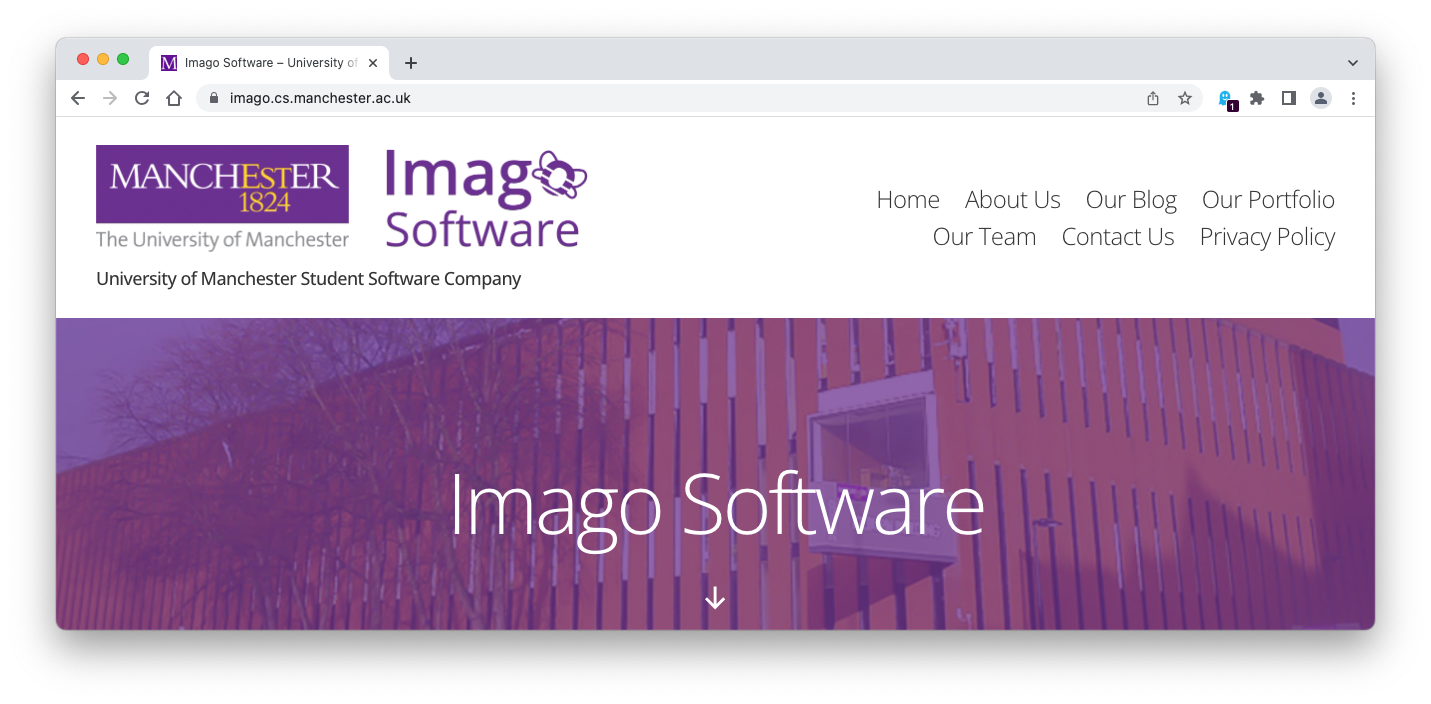 Imago Software – University of
imago.cs.manchester.ac.uk
1
MANCHESTER
1824
The University of Manchester
Imago
Software
University of Manchester Student Software Company
Home About Us Our Blog Our Portfolio
Our Team Contact Us Privacy Policy
Imago Software